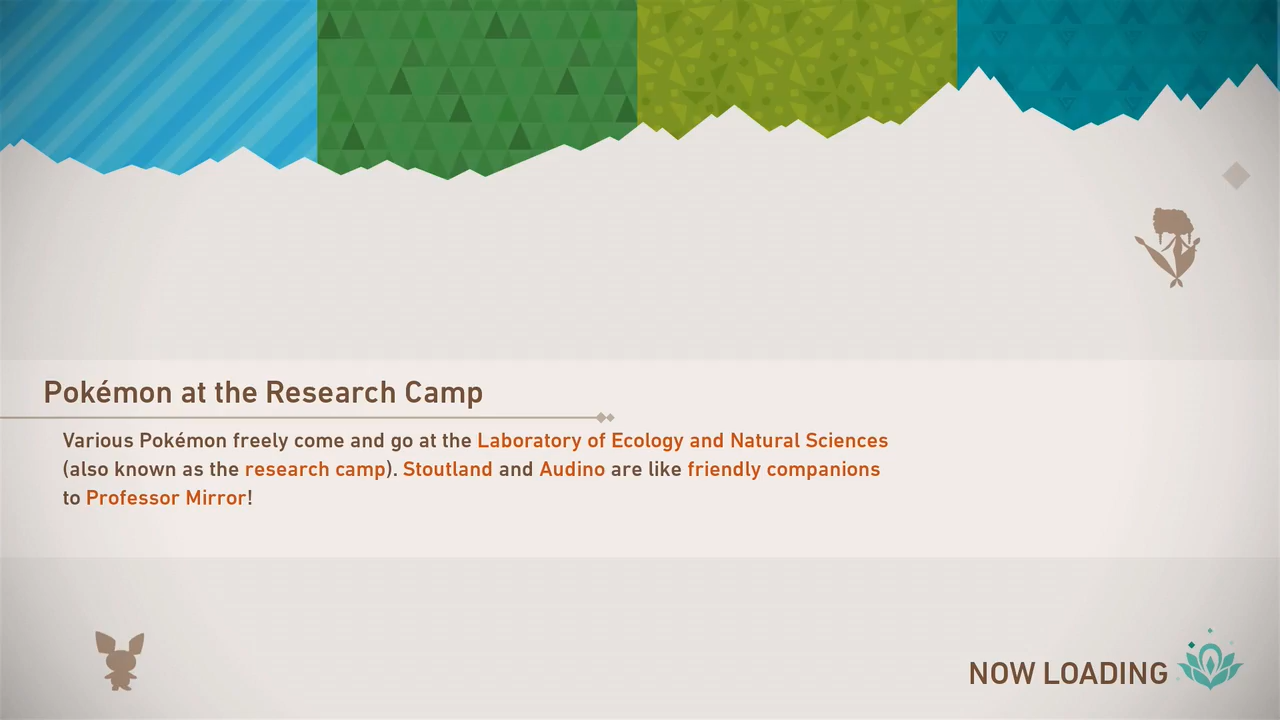 Pokémon at the Research Camp
Various Pokémon freely come and go at the Laboratory of Ecology and Natural Sciences
(also known as the research camp). Stoutland and Audino are like friendly companions
to Professor Mirror!
NOW LOADING